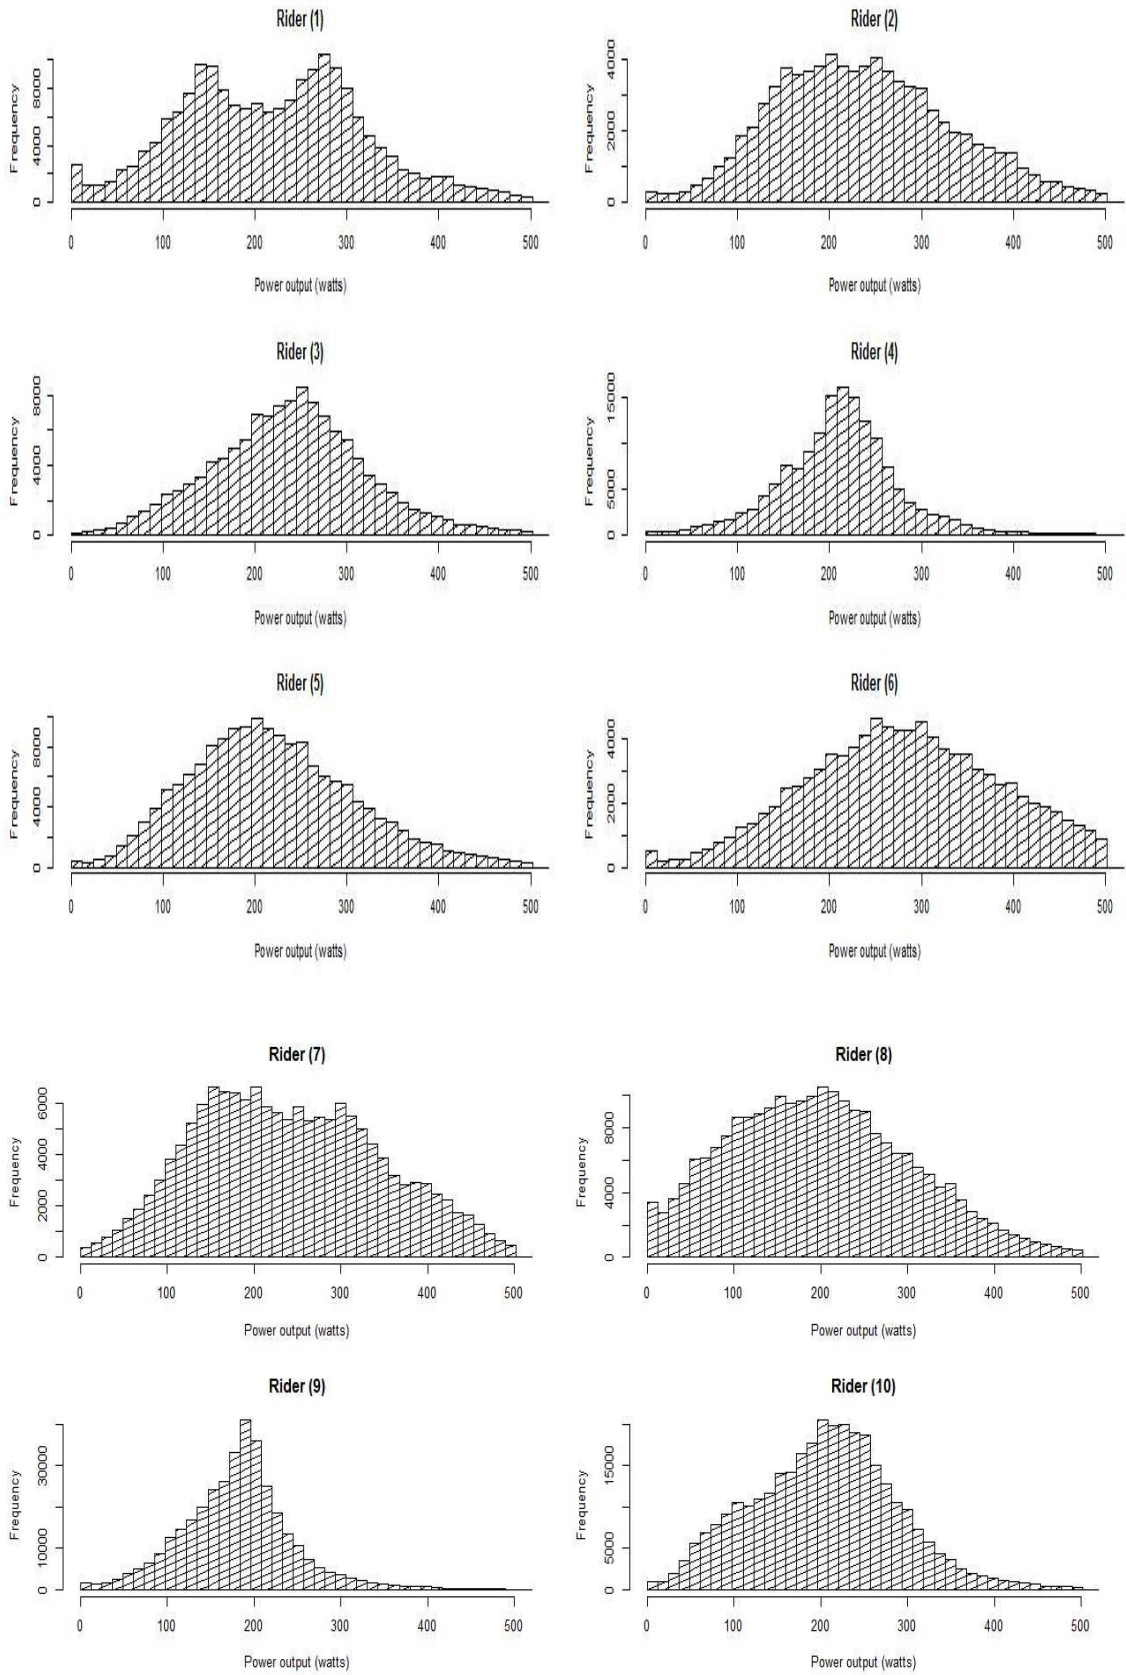 Rider (1)
Frequency
0 4000 8000
0 100 200 300 400 500
Power output (watts)
Rider (2)
Frequency
0 2000 4000
0 100 200 300 400 500
Power output (watts)
Rider (3)
Frequency
0 4000 8000
0 100 200 300 400 500
Power output (watts)
Rider (4)
Frequency
0 5000 15000
0 100 200 300 400 500
Power output (watts)
Rider (5)
Frequency
0 4000 8000
0 100 200 300 400 500
Power output (watts)
Rider (6)
Frequency
0 2000 4000
0 100 200 300 400 500
Power output (watts)
Rider (7)
Frequency
0 2000 4000 6000
0 100 200 300 400 500
Power output (watts)
Rider (8)
Frequency
0 4000 8000
0 100 200 300 400 500
Power output (watts)
Rider (9)
Frequency
0 10000 30000
0 100 200 300 400 500
Power output (watts)
Rider (10)
Frequency
0 5000 15000
0 100 200 300 400 500
Power output (watts)